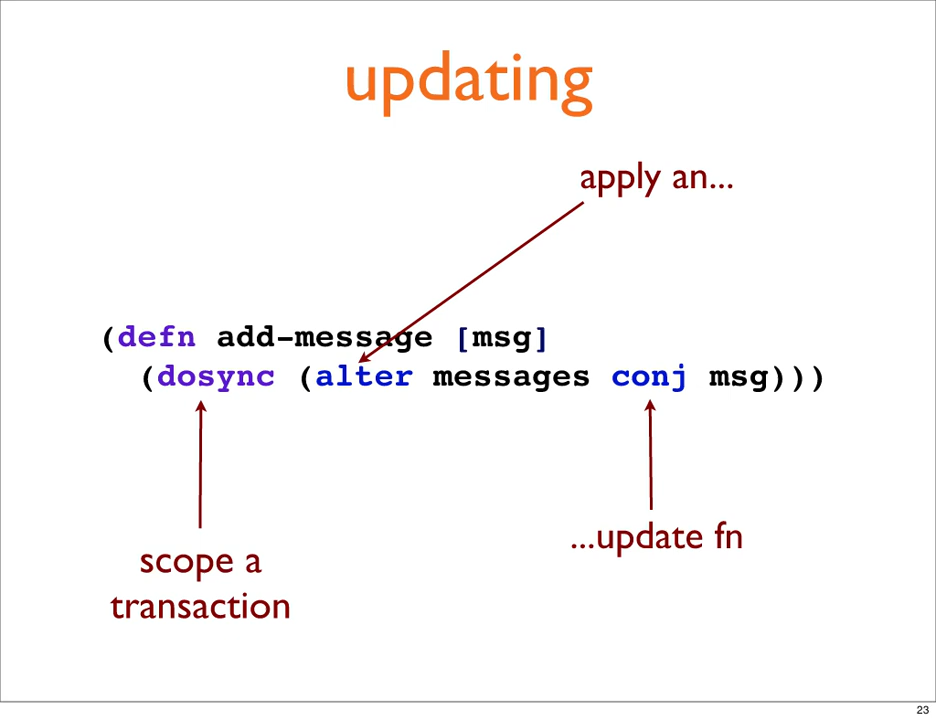 updating
apply an...
(defn add-message [msg]
(dosync (alter messages conj msg)))
...update fn
scope a
transaction
23